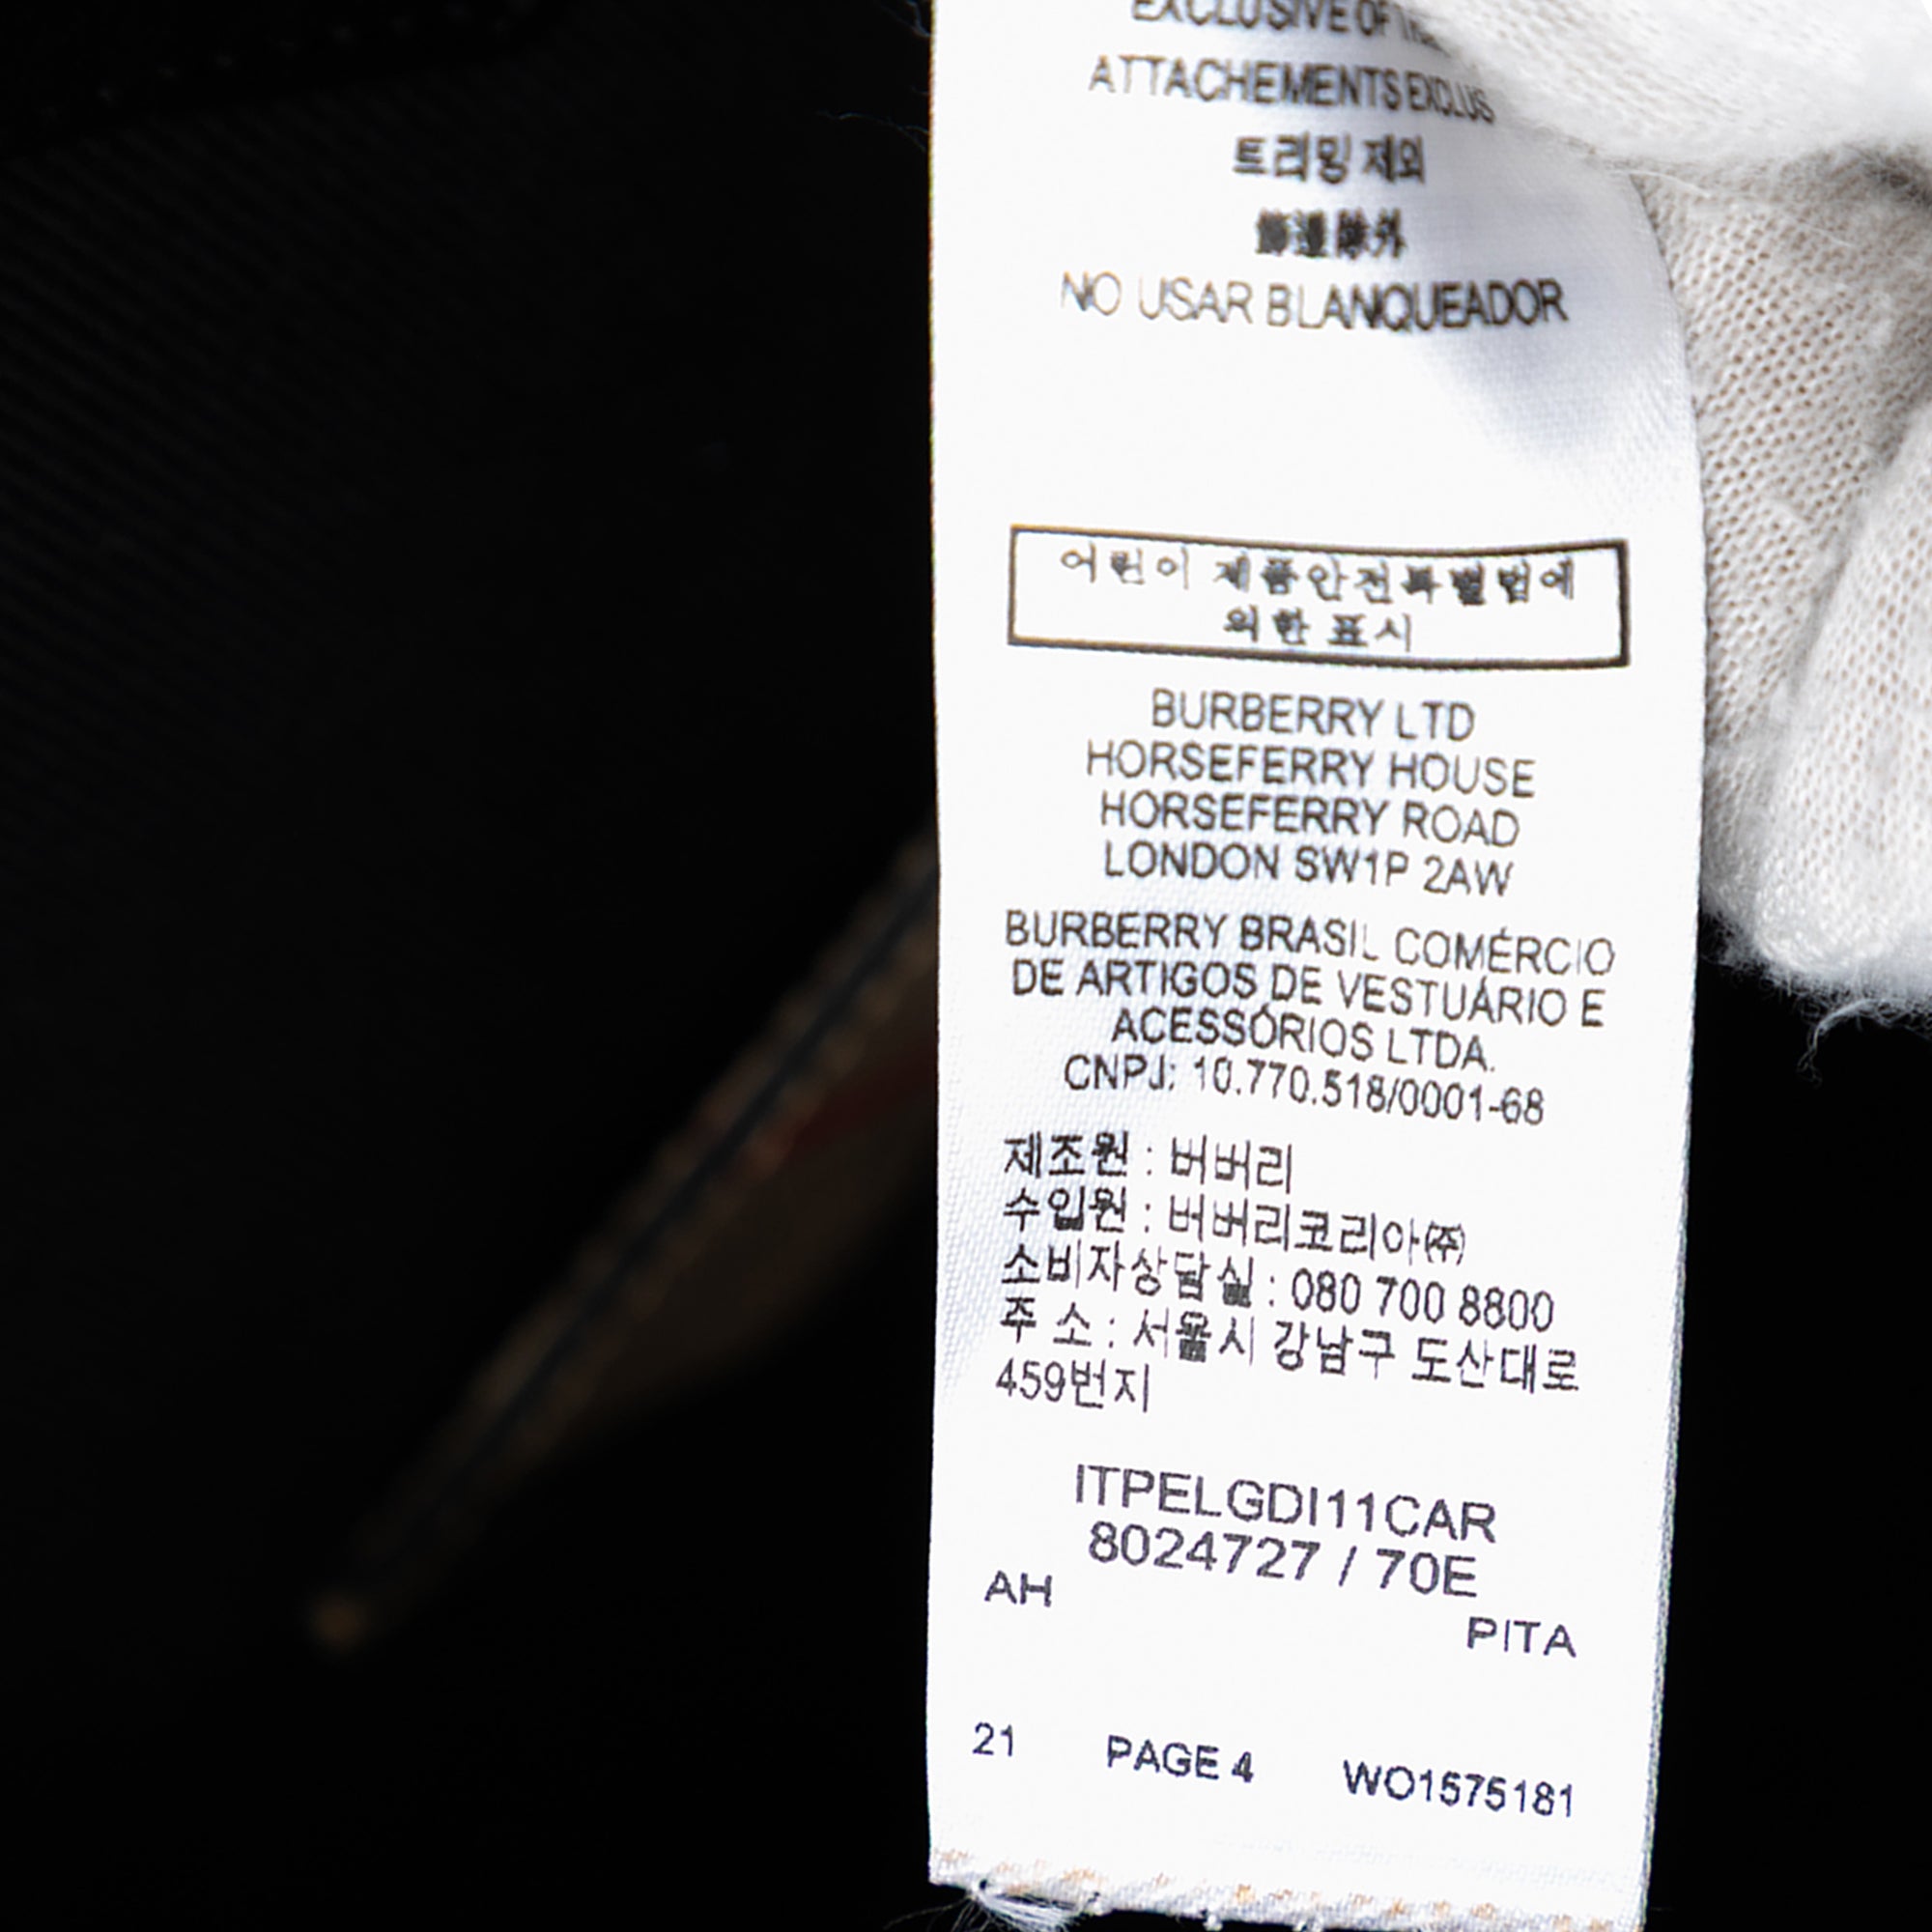 EXCLUSIVE OF
ATTACHEMENTS EXCLUS
트리밍 제외
飾邊除外
NO USAR BLANQUEADOR
어린이 제품안전특별법에
의한 표시
BURBERRY LTD
HORSEFERRY HOUSE
HORSEFERRY ROAD
LONDON SW1P 2AW
BURBERRY BRASIL COMÉRCIO
DE ARTIGOS DE VESTUÁRIO E
ACESSÓRIOS LTDA.
CNPJ: 10.770.518/0001-68
제조원 : 버버리
수입원 : 버버리코리아㈜
소비자상담실 : 080 700 8800
주 소 : 서울시 강남구 도산대로
459번지
ITPELGDI11CAR
8024727 / 70E
AH
PITA
21 PAGE 4 WO1575181